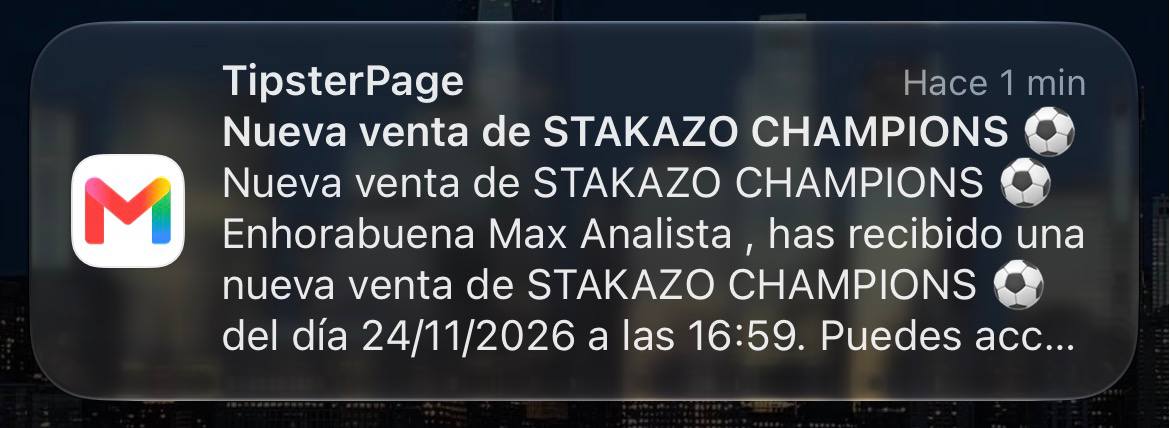 TipsterPage
Hace 1 min
Nueva venta de STAKAZO CHAMPIONS ⚽
Nueva venta de STAKAZO CHAMPIONS ⚽
Enhorabuena Max Analista , has recibido una
nueva venta de STAKAZO CHAMPIONS ⚽
del día 24/11/2026 a las 16:59. Puedes acc...